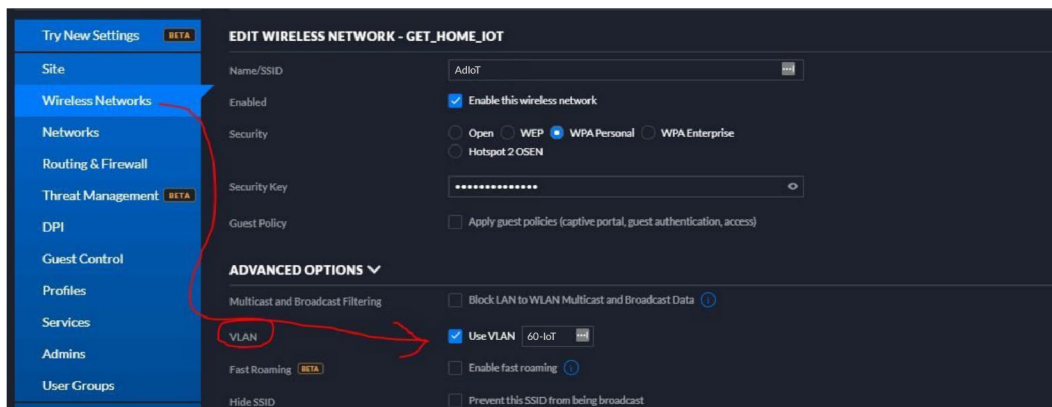 Try New Settings BETA
Site
Wireless Networks
Networks
Routing & Firewall
Threat Management BETA
DPI
Guest Control
Profiles
Services
Admins
User Groups
EDIT WIRELESS NETWORK - GET_HOME_IOT
Name/SSID AdIoT
Enabled Enable this wireless network
Security Open WEP WPA Personal WPA Enterprise
Hotspot 2 OSEN
Security Key ••••••••••••••
Guest Policy Apply guest policies (captive portal, guest authentication, access)
ADVANCED OPTIONS
Multicast and Broadcast Filtering Block LAN to WLAN Multicast and Broadcast Data
VLAN Use VLAN 60-IoT
Fast Roaming BETA Enable fast roaming
Hide SSID Prevent this SSID from being broadcast